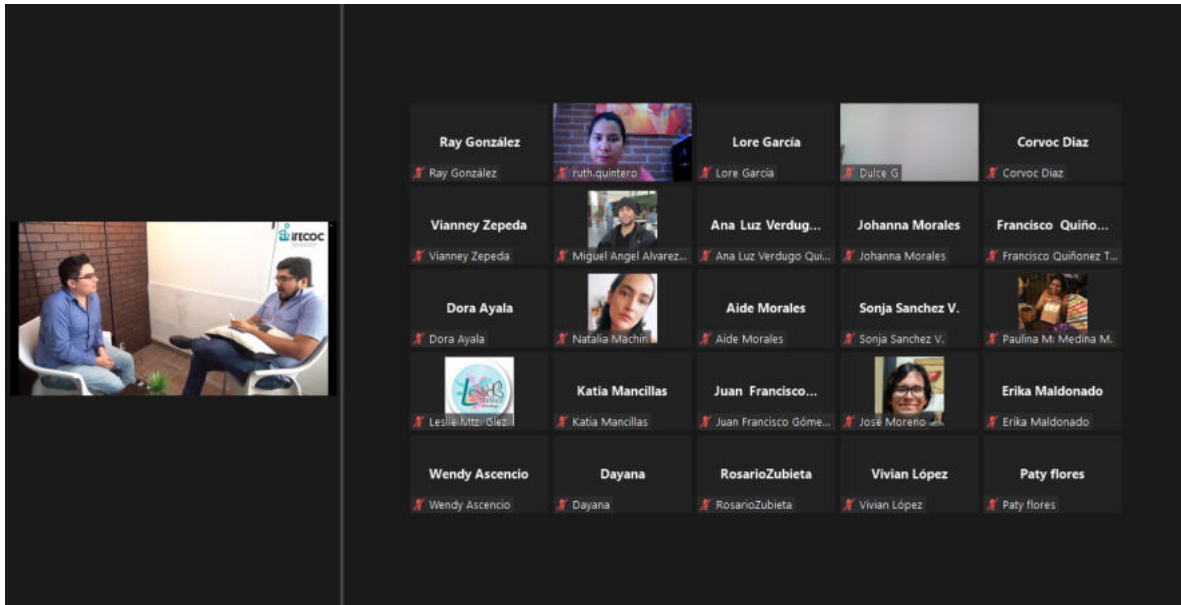 iTECOC
Ray González
Ray González
ruth.quintero
Lore García
Lore García
Dulce G
Corvoc Diaz
Corvoc Diaz
Vianney Zepeda
Vianney Zepeda
Miguel Angel Alvarez...
Ana Luz Verdug...
Ana Luz Verdugo Qui...
Johanna Morales
Johanna Morales
Francisco Quiño...
Francisco Quiñonez T...
Dora Ayala
Dora Ayala
Natalia Machín
Aide Morales
Aide Morales
Sonja Sanchez V.
Sonja Sanchez V.
Paulina M. Medina M.
Leslie Mtz. Glez.
Katia Mancillas
Katia Mancillas
Juan Francisco...
Juan Francisco Góme...
José Moreno
Erika Maldonado
Erika Maldonado
Wendy Ascencio
Wendy Ascencio
Dayana
Dayana
RosarioZubieta
RosarioZubieta
Vivian López
Vivian López
Paty flores
Paty flores